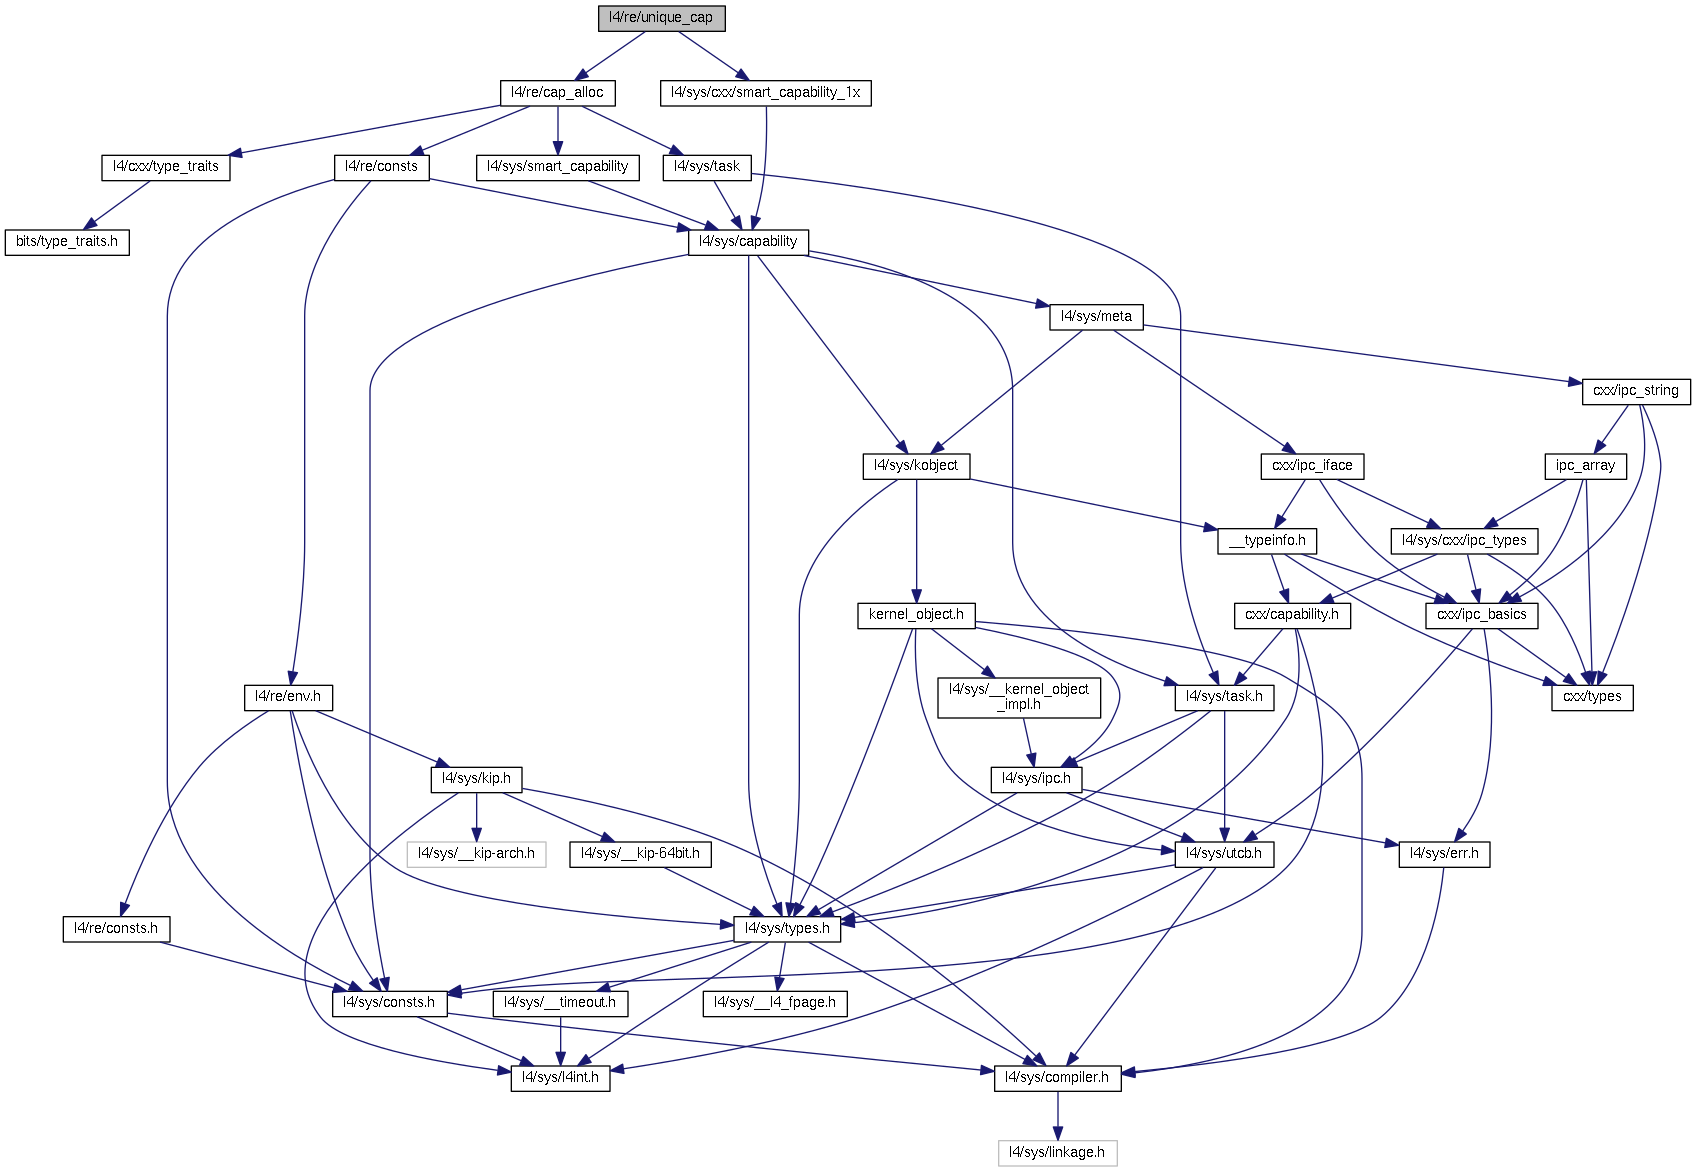 l4/re/unique_cap
l4/re/cap_alloc
l4/sys/cxx/smart_capability_1x
l4/cxx/type_traits
l4/re/consts
l4/sys/smart_capability
l4/sys/task
bits/type_traits.h
l4/sys/capability
l4/sys/meta
cxx/ipc_string
l4/sys/kobject
cxx/ipc_iface
ipc_array
__typeinfo.h
l4/sys/cxx/ipc_types
kernel_object.h
cxx/capability.h
cxx/ipc_basics
l4/re/env.h
l4/sys/__kernel_object
_impl.h
l4/sys/task.h
cxx/types
l4/sys/kip.h
l4/sys/ipc.h
l4/sys/__kip-arch.h
l4/sys/__kip-64bit.h
l4/sys/utcb.h
l4/sys/err.h
l4/re/consts.h
l4/sys/types.h
l4/sys/consts.h
l4/sys/__timeout.h
l4/sys/__l4_fpage.h
l4/sys/l4int.h
l4/sys/compiler.h
l4/sys/linkage.h